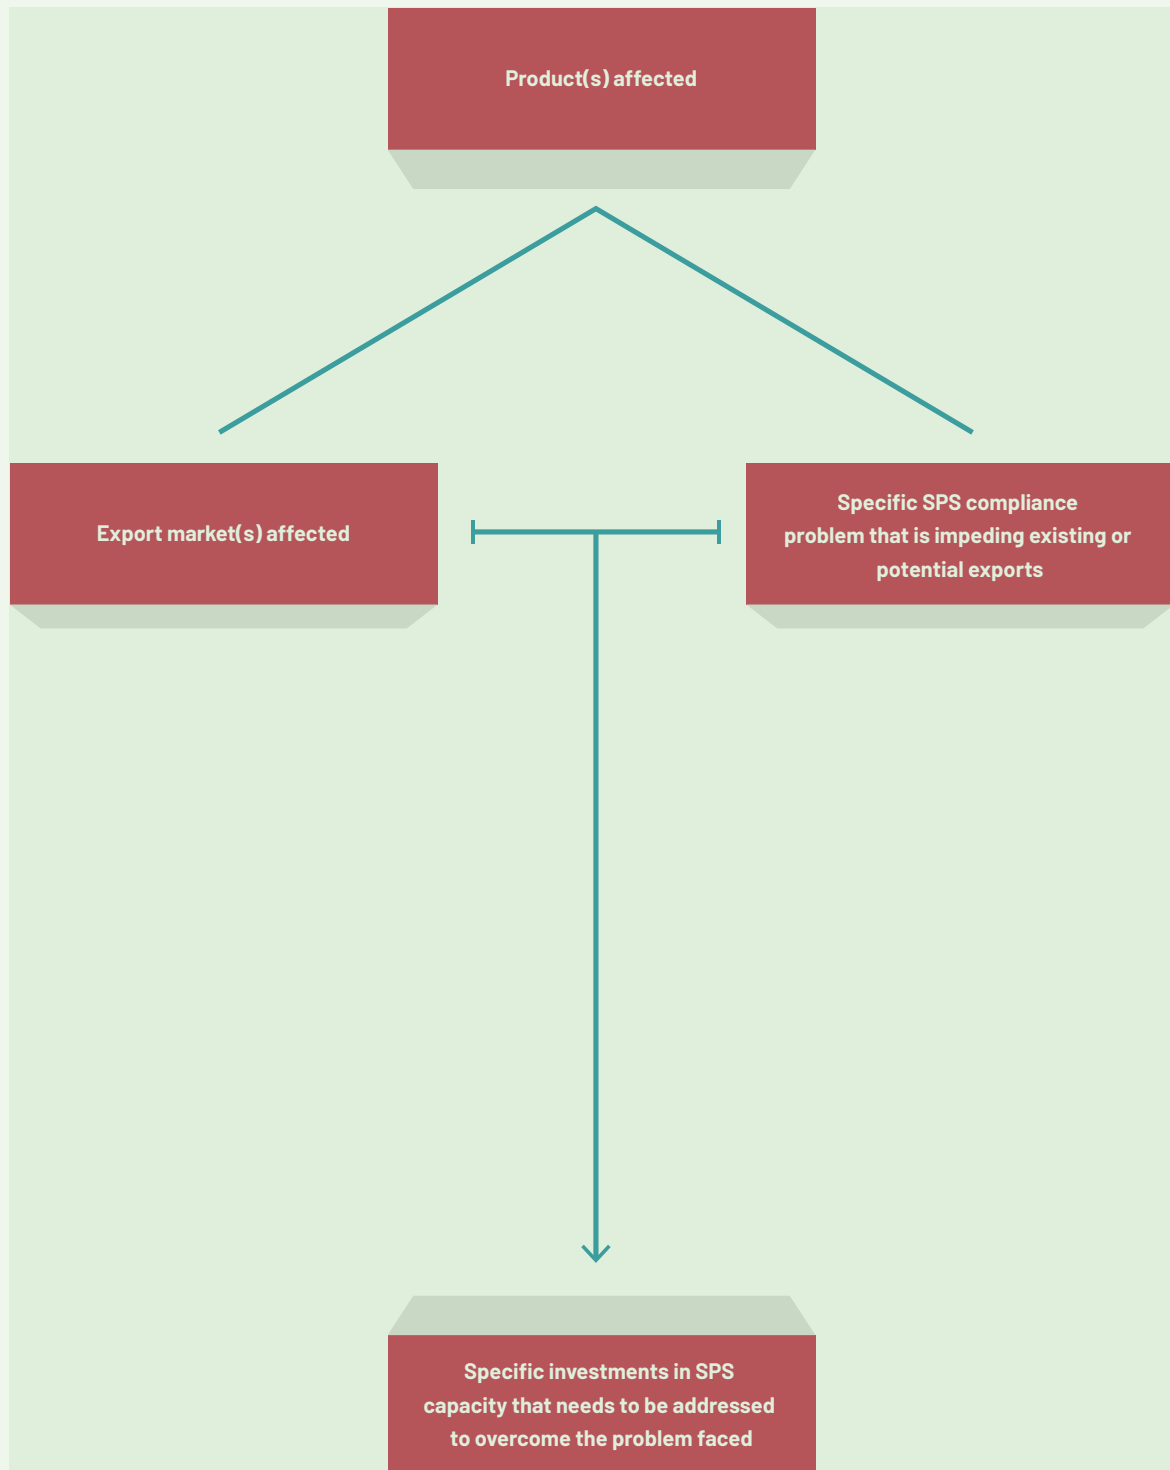 Product(s) affected
Export market(s) affected
Specific SPS compliance
problem that is impeding existing or
potential exports
Specific investments in SPS
capacity that needs to be addressed
to overcome the problem faced